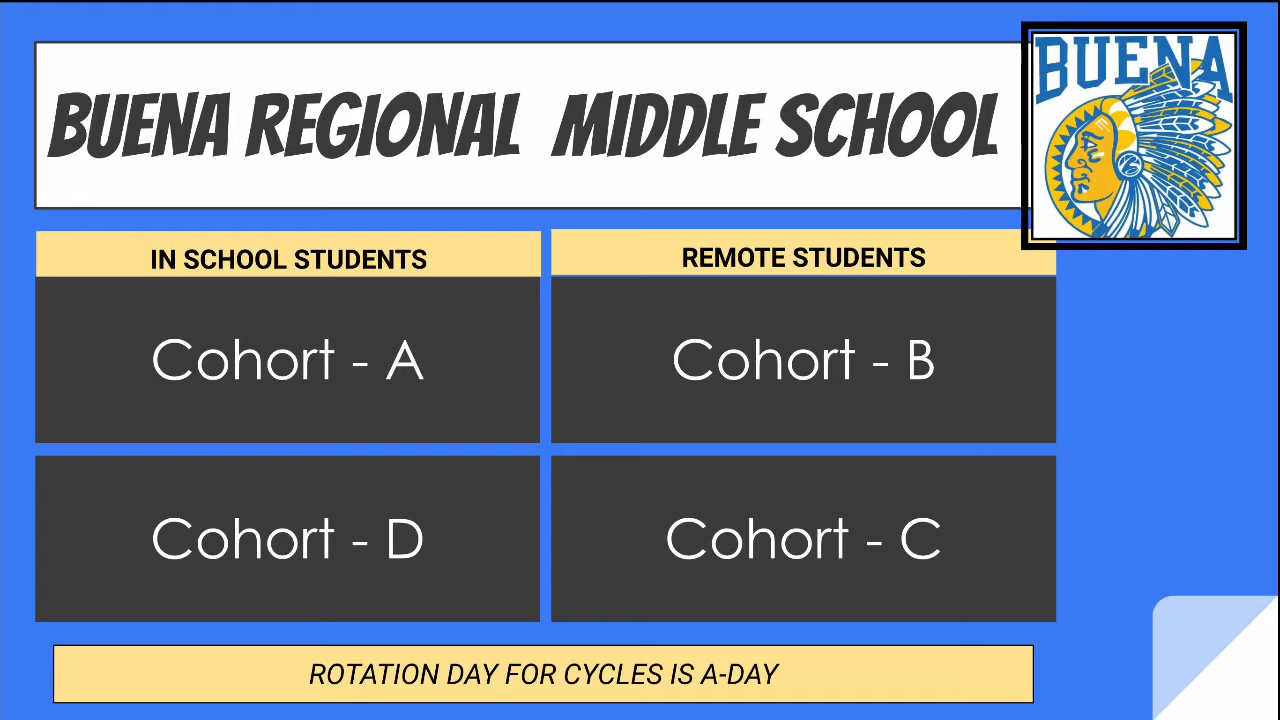 BUENA REGIONAL MIDDLE SCHOOL
BUENA
IN SCHOOL STUDENTS
REMOTE STUDENTS
Cohort - A
Cohort - B
Cohort - D
Cohort - C
ROTATION DAY FOR CYCLES IS A-DAY